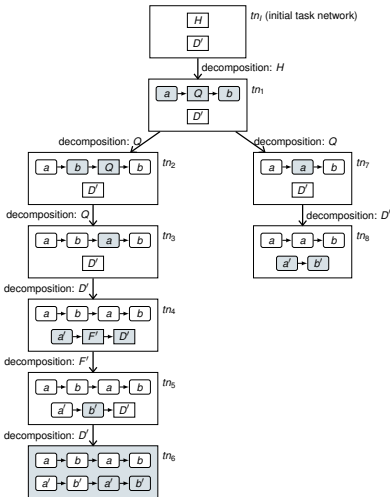 H
tn_I (initial task network)
D′
decomposition: H
a Q b
tn_1
D′
decomposition: Q
decomposition: Q
a b Q b
tn_2
D′
a a b
tn_7
D′
decomposition: Q
decomposition: D′
a b a b
tn_3
D′
a a b
tn_8
a′ b′
decomposition: D′
a b a b
tn_4
a′ F′ D′
decomposition: F′
a b a b
tn_5
a′ b′ D′
decomposition: D′
a b a b
tn_6
a′ b′ a′ b′